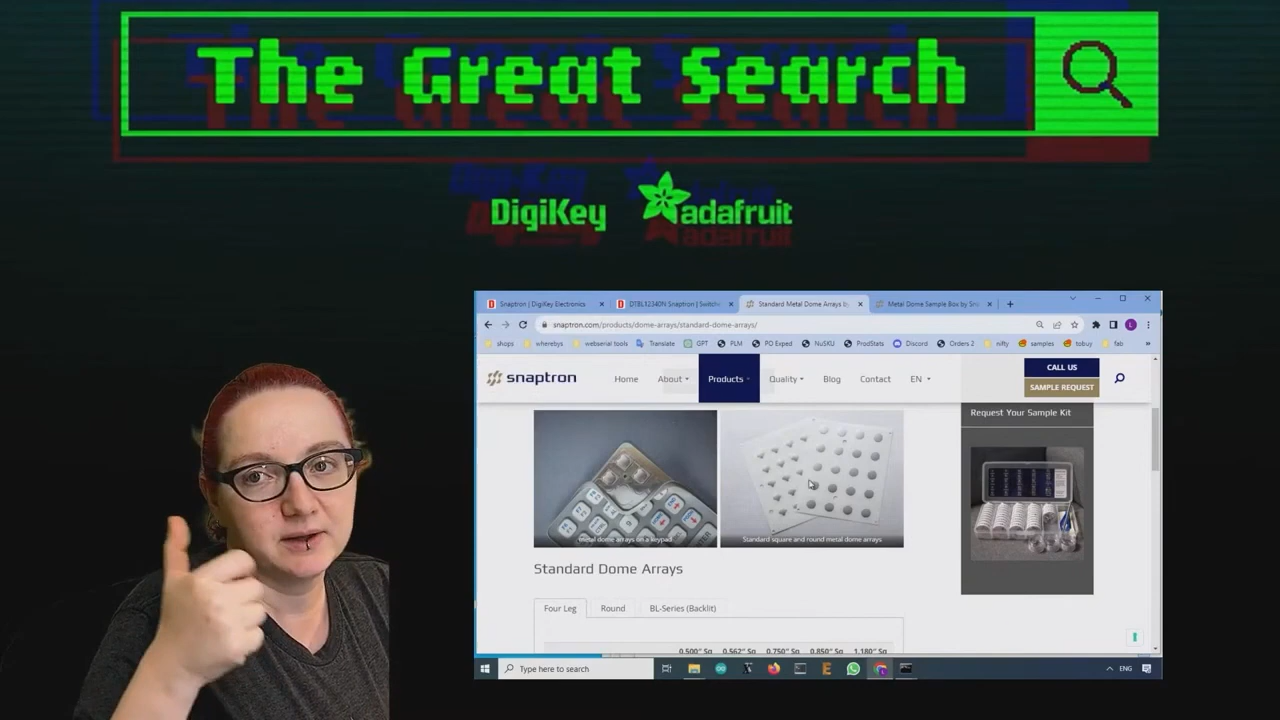 The Great Search
DigiKey
adafruit
Snaptron | DigiKey Electronics
DTBL12340N Snaptron | Switche
Standard Metal Dome Arrays by
Metal Dome Sample Box by Sna
snaptron.com/products/dome-arrays/standard-dome-arrays/
shops
wherebys
webserial tools
Translate
GPT
PLM
PO Exped
NuSKU
ProdStats
Discord
Orders 2
nifty
samples
tobuy
fab
snaptron
Home
About
Products
Quality
Blog
Contact
EN
CALL US
SAMPLE REQUEST
Request Your Sample Kit
metal dome arrays on a keypad
Standard square and round metal dome arrays
Standard Dome Arrays
Four Leg
Round
BL-Series (Backlit)
0.500" Sq
0.562" Sq
0.750" Sq
0.850" Sq
1.180" Sq
Type here to search
ENG